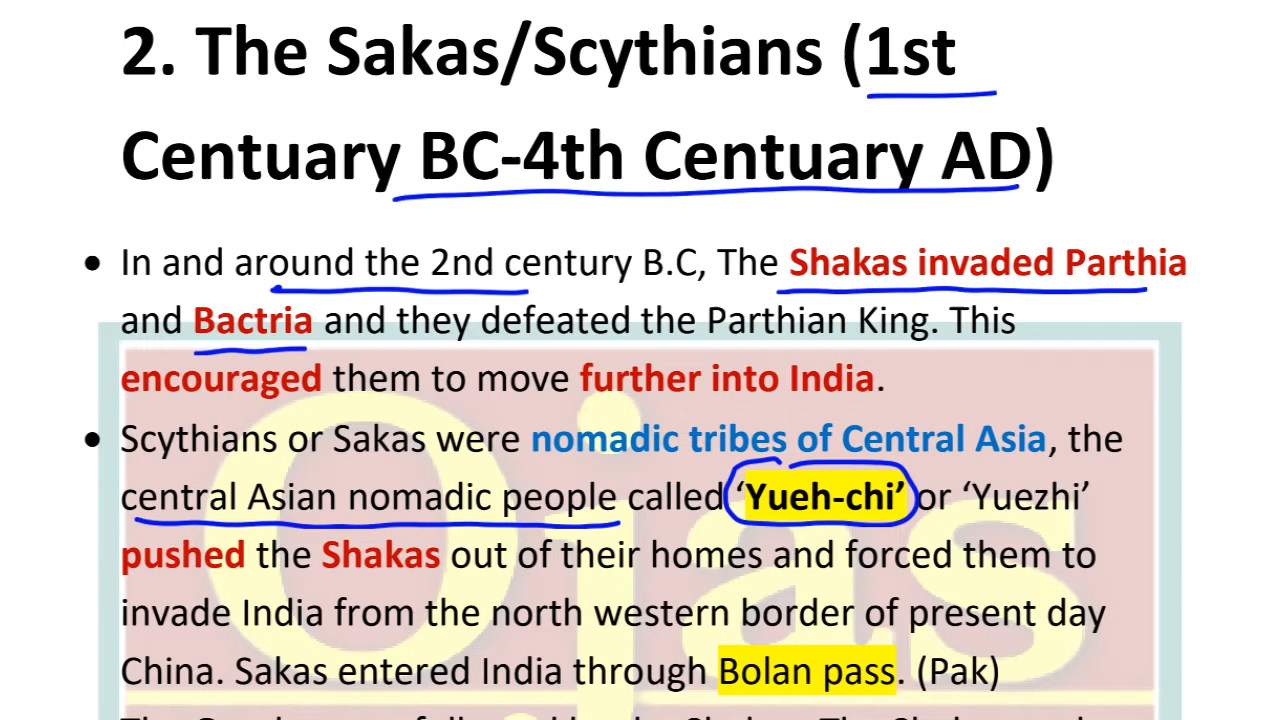 2. The Sakas/Scythians (1st
Centuary BC-4th Centuary AD)
• In and around the 2nd century B.C, The Shakas invaded Parthia
and Bactria and they defeated the Parthian King. This
encouraged them to move further into India.
• Scythians or Sakas were nomadic tribes of Central Asia, the
central Asian nomadic people called ‘Yueh-chi’ or ‘Yuezhi’
pushed the Shakas out of their homes and forced them to
invade India from the north western border of present day
China. Sakas entered India through Bolan pass. (Pak)
Ojas